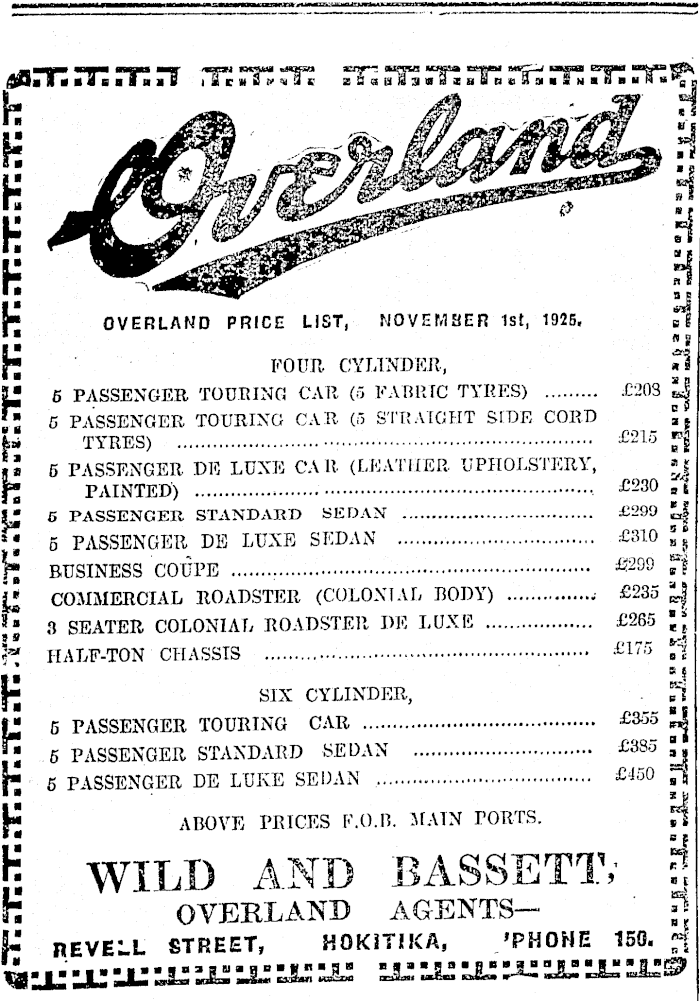 Overland
OVERLAND PRICE LIST, NOVEMBER 1st, 1925.
FOUR CYLINDER,
5 PASSENGER TOURING CAR (5 FABRIC TYRES) ......... £208
5 PASSENGER TOURING CAR (5 STRAIGHT SIDE CORD
TYRES) ............................................................... £215
5 PASSENGER DE LUXE CAR (LEATHER UPHOLSTERY,
PAINTED) ............................................................ £230
5 PASSENGER STANDARD SEDAN ............................. £299
5 PASSENGER DE LUXE SEDAN ............................. £310
BUSINESS COUPE ...................................................... £299
COMMERCIAL ROADSTER (COLONIAL BODY) .............. £235
3 SEATER COLONIAL ROADSTER DE LUXE ................ £265
HALF-TON CHASSIS ................................................. £175
SIX CYLINDER,
5 PASSENGER TOURING CAR ................................... £355
5 PASSENGER STANDARD SEDAN ........................... £385
5 PASSENGER DE LUKE SEDAN ................................ £450
ABOVE PRICES F.O.B. MAIN PORTS.
WILD AND BASSETT,
OVERLAND AGENTS—
REVELL STREET, HOKITIKA, 'PHONE 150.